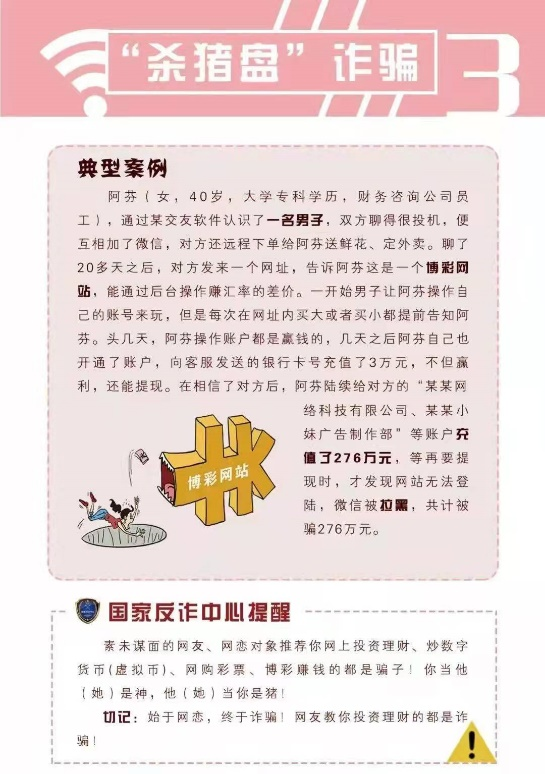 “杀猪盘”诈骗
3
典型案例
阿芬（女，40岁，大学专科学历，财务咨询公司员
工），通过某交友软件认识了一名男子，双方聊得很投机，便
互相加了微信，对方还远程下单给阿芬送鲜花、定外卖。聊了
20多天之后，对方发来一个网址，告诉阿芬这是一个博彩网
站，能通过后台操作赚汇率的差价。一开始男子让阿芬操作自
己的账号来玩，但是每次在网址内买大或者买小都提前告知阿
芬。头几天，阿芬操作账户都是赢钱的，几天之后阿芬自己也
开通了账户，向客服发送的银行卡号充值了3万元，不但赢
利，还能提现。在相信了对方后，阿芬陆续给对方的“某某网
络科技有限公司、某某小
妹广告制作部”等账户充
值了276万元，等再要提
现时，才发现网站无法登
陆，微信被拉黑，共计被
骗276万元。
博彩网站
国家反诈中心提醒
素未谋面的网友、网恋对象推荐你网上投资理财、炒数字
货币(虚拟币)、网购彩票、博彩赚钱的都是骗子！你当他
（她）是神，他（她）当你是猪！
切记：始于网恋，终于诈骗！网友教你投资理财的都是诈
骗！